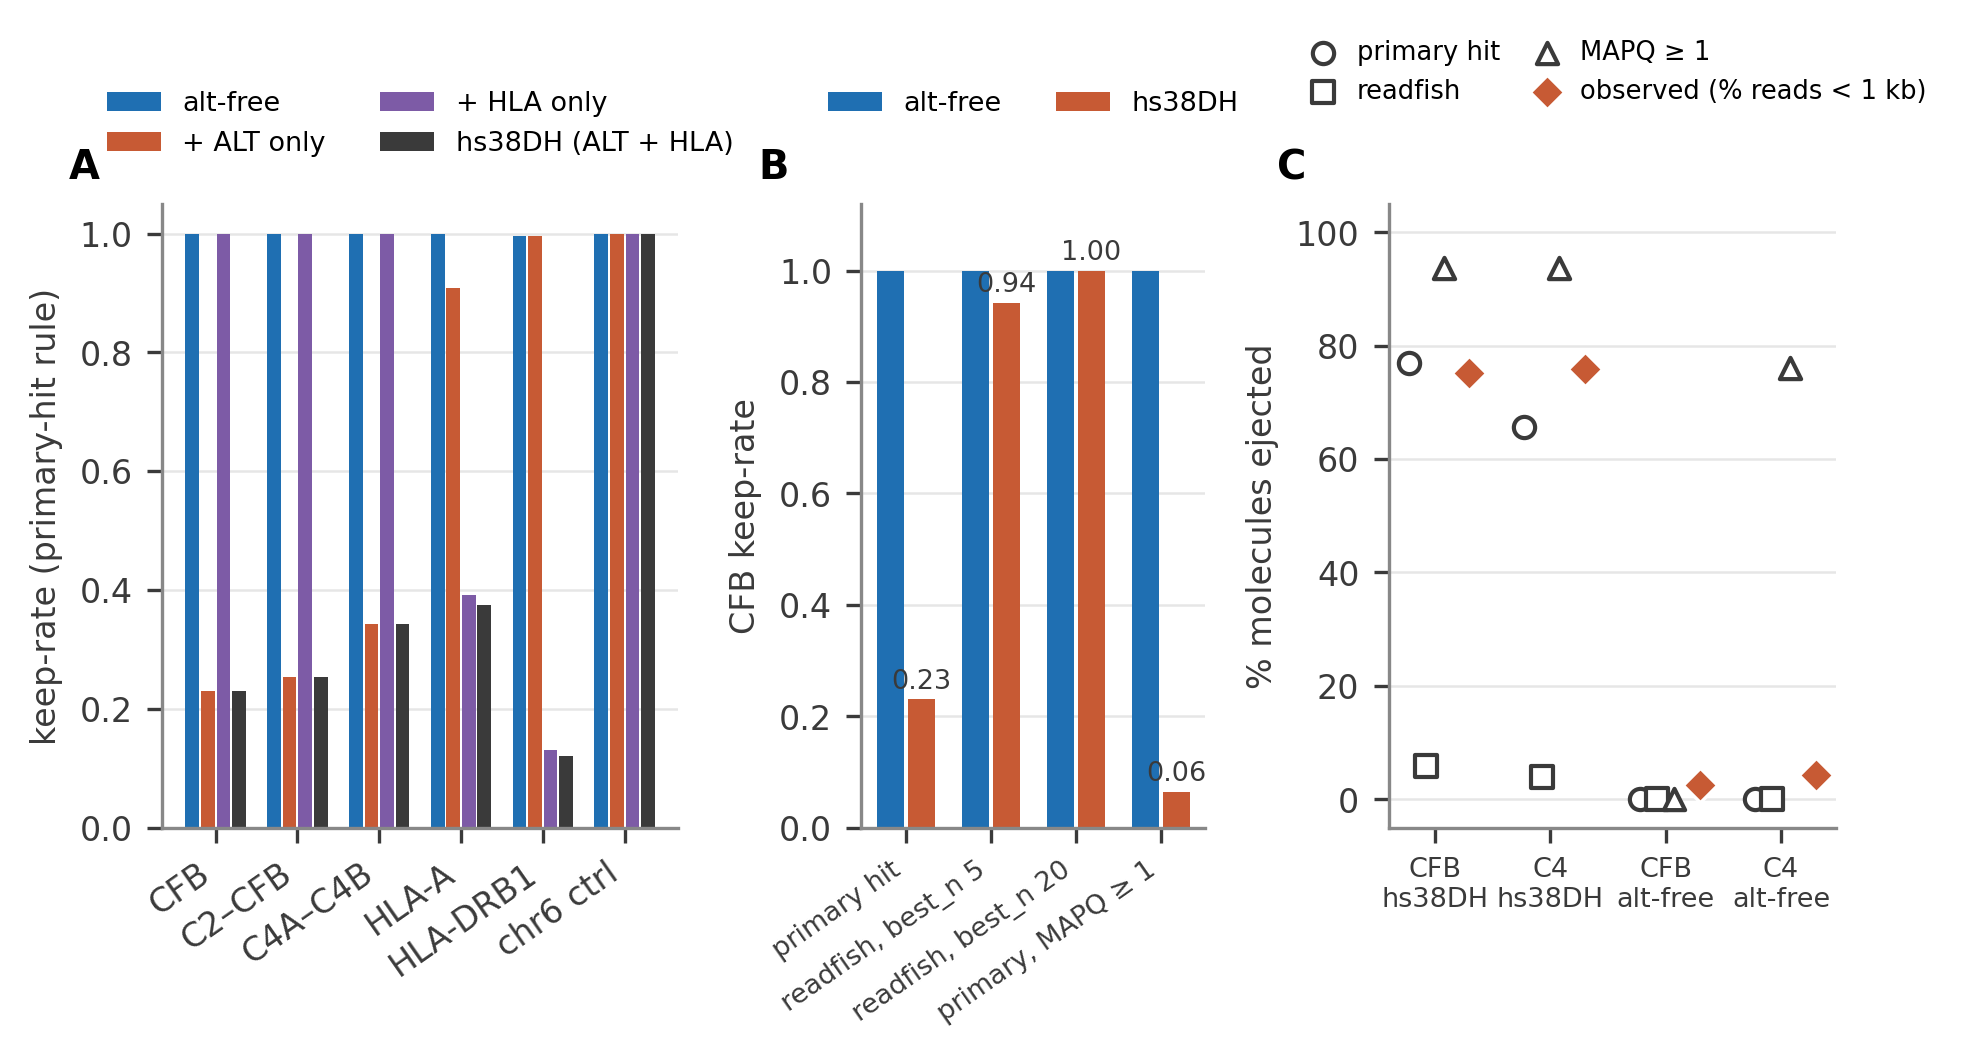 alt-free
+ ALT only
+ HLA only
hs38DH (ALT + HLA)
A
keep-rate (primary-hit rule)
1.0
0.8
0.6
0.4
0.2
0.0
CFB
C2–CFB
C4A–C4B
HLA-A
HLA-DRB1
chr6 ctrl
alt-free
hs38DH
B
CFB keep-rate
1.0
0.8
0.6
0.4
0.2
0.0
0.23
0.94
1.00
0.06
primary hit
readfish, best_n 5
readfish, best_n 20
primary, MAPQ ≥ 1
primary hit
readfish
MAPQ ≥ 1
observed (% reads < 1 kb)
C
% molecules ejected
100
80
60
40
20
0
CFB
hs38DH
C4
hs38DH
CFB
alt-free
C4
alt-free